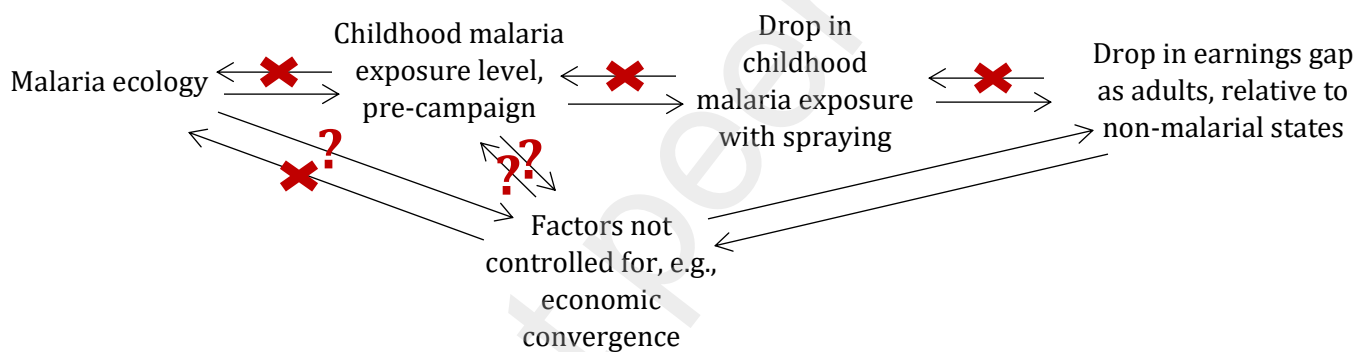 Malaria ecology
Childhood malaria
exposure level,
pre-campaign
Drop in
childhood
malaria exposure
with spraying
Drop in earnings gap
as adults, relative to
non-malarial states
?
?
?
Factors not
controlled for, e.g.,
economic
convergence
t peer